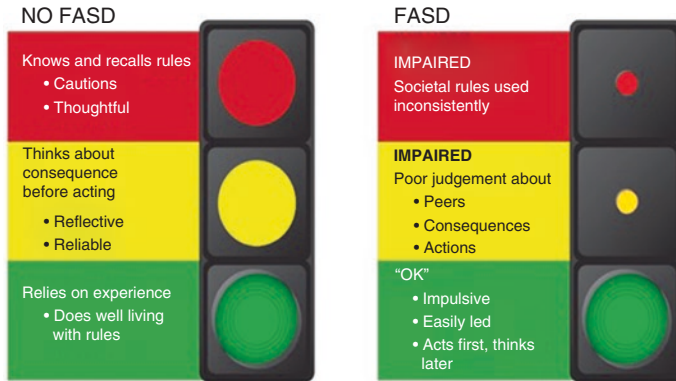 NO FASD
Knows and recalls rules
• Cautions
• Thoughtful
Thinks about
consequence
before acting
• Reflective
• Reliable
Relies on experience
• Does well living
with rules
FASD
IMPAIRED
Societal rules used
inconsistently
IMPAIRED
Poor judgement about
• Peers
• Consequences
• Actions
“OK”
• Impulsive
• Easily led
• Acts first, thinks
later